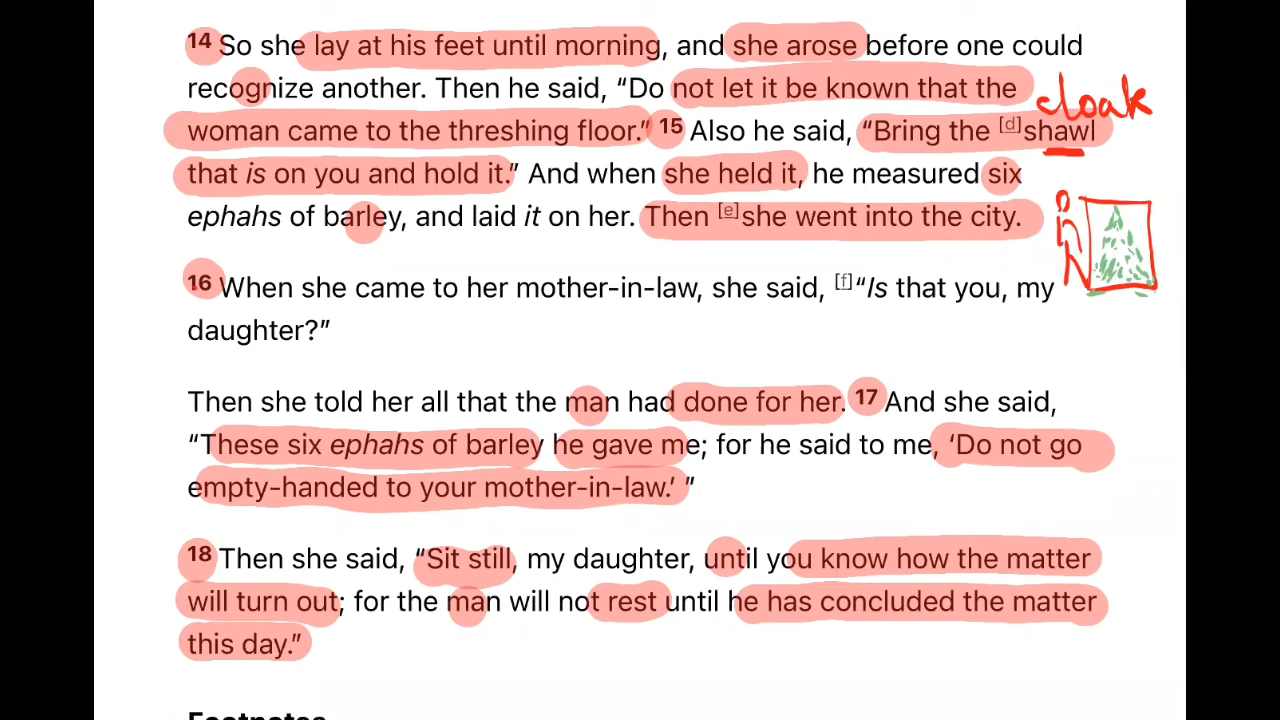 14 So she lay at his feet until morning, and she arose before one could
recognize another. Then he said, “Do not let it be known that the
cloak
woman came to the threshing floor.” 15 Also he said, “Bring the [d]shawl
that is on you and hold it.” And when she held it, he measured six
ephahs of barley, and laid it on her. Then [e]she went into the city.
16 When she came to her mother-in-law, she said, [f]“Is that you, my
daughter?”
Then she told her all that the man had done for her. 17 And she said,
“These six ephahs of barley he gave me; for he said to me, ‘Do not go
empty-handed to your mother-in-law.’ ”
18 Then she said, “Sit still, my daughter, until you know how the matter
will turn out; for the man will not rest until he has concluded the matter
this day.”
Footnotes